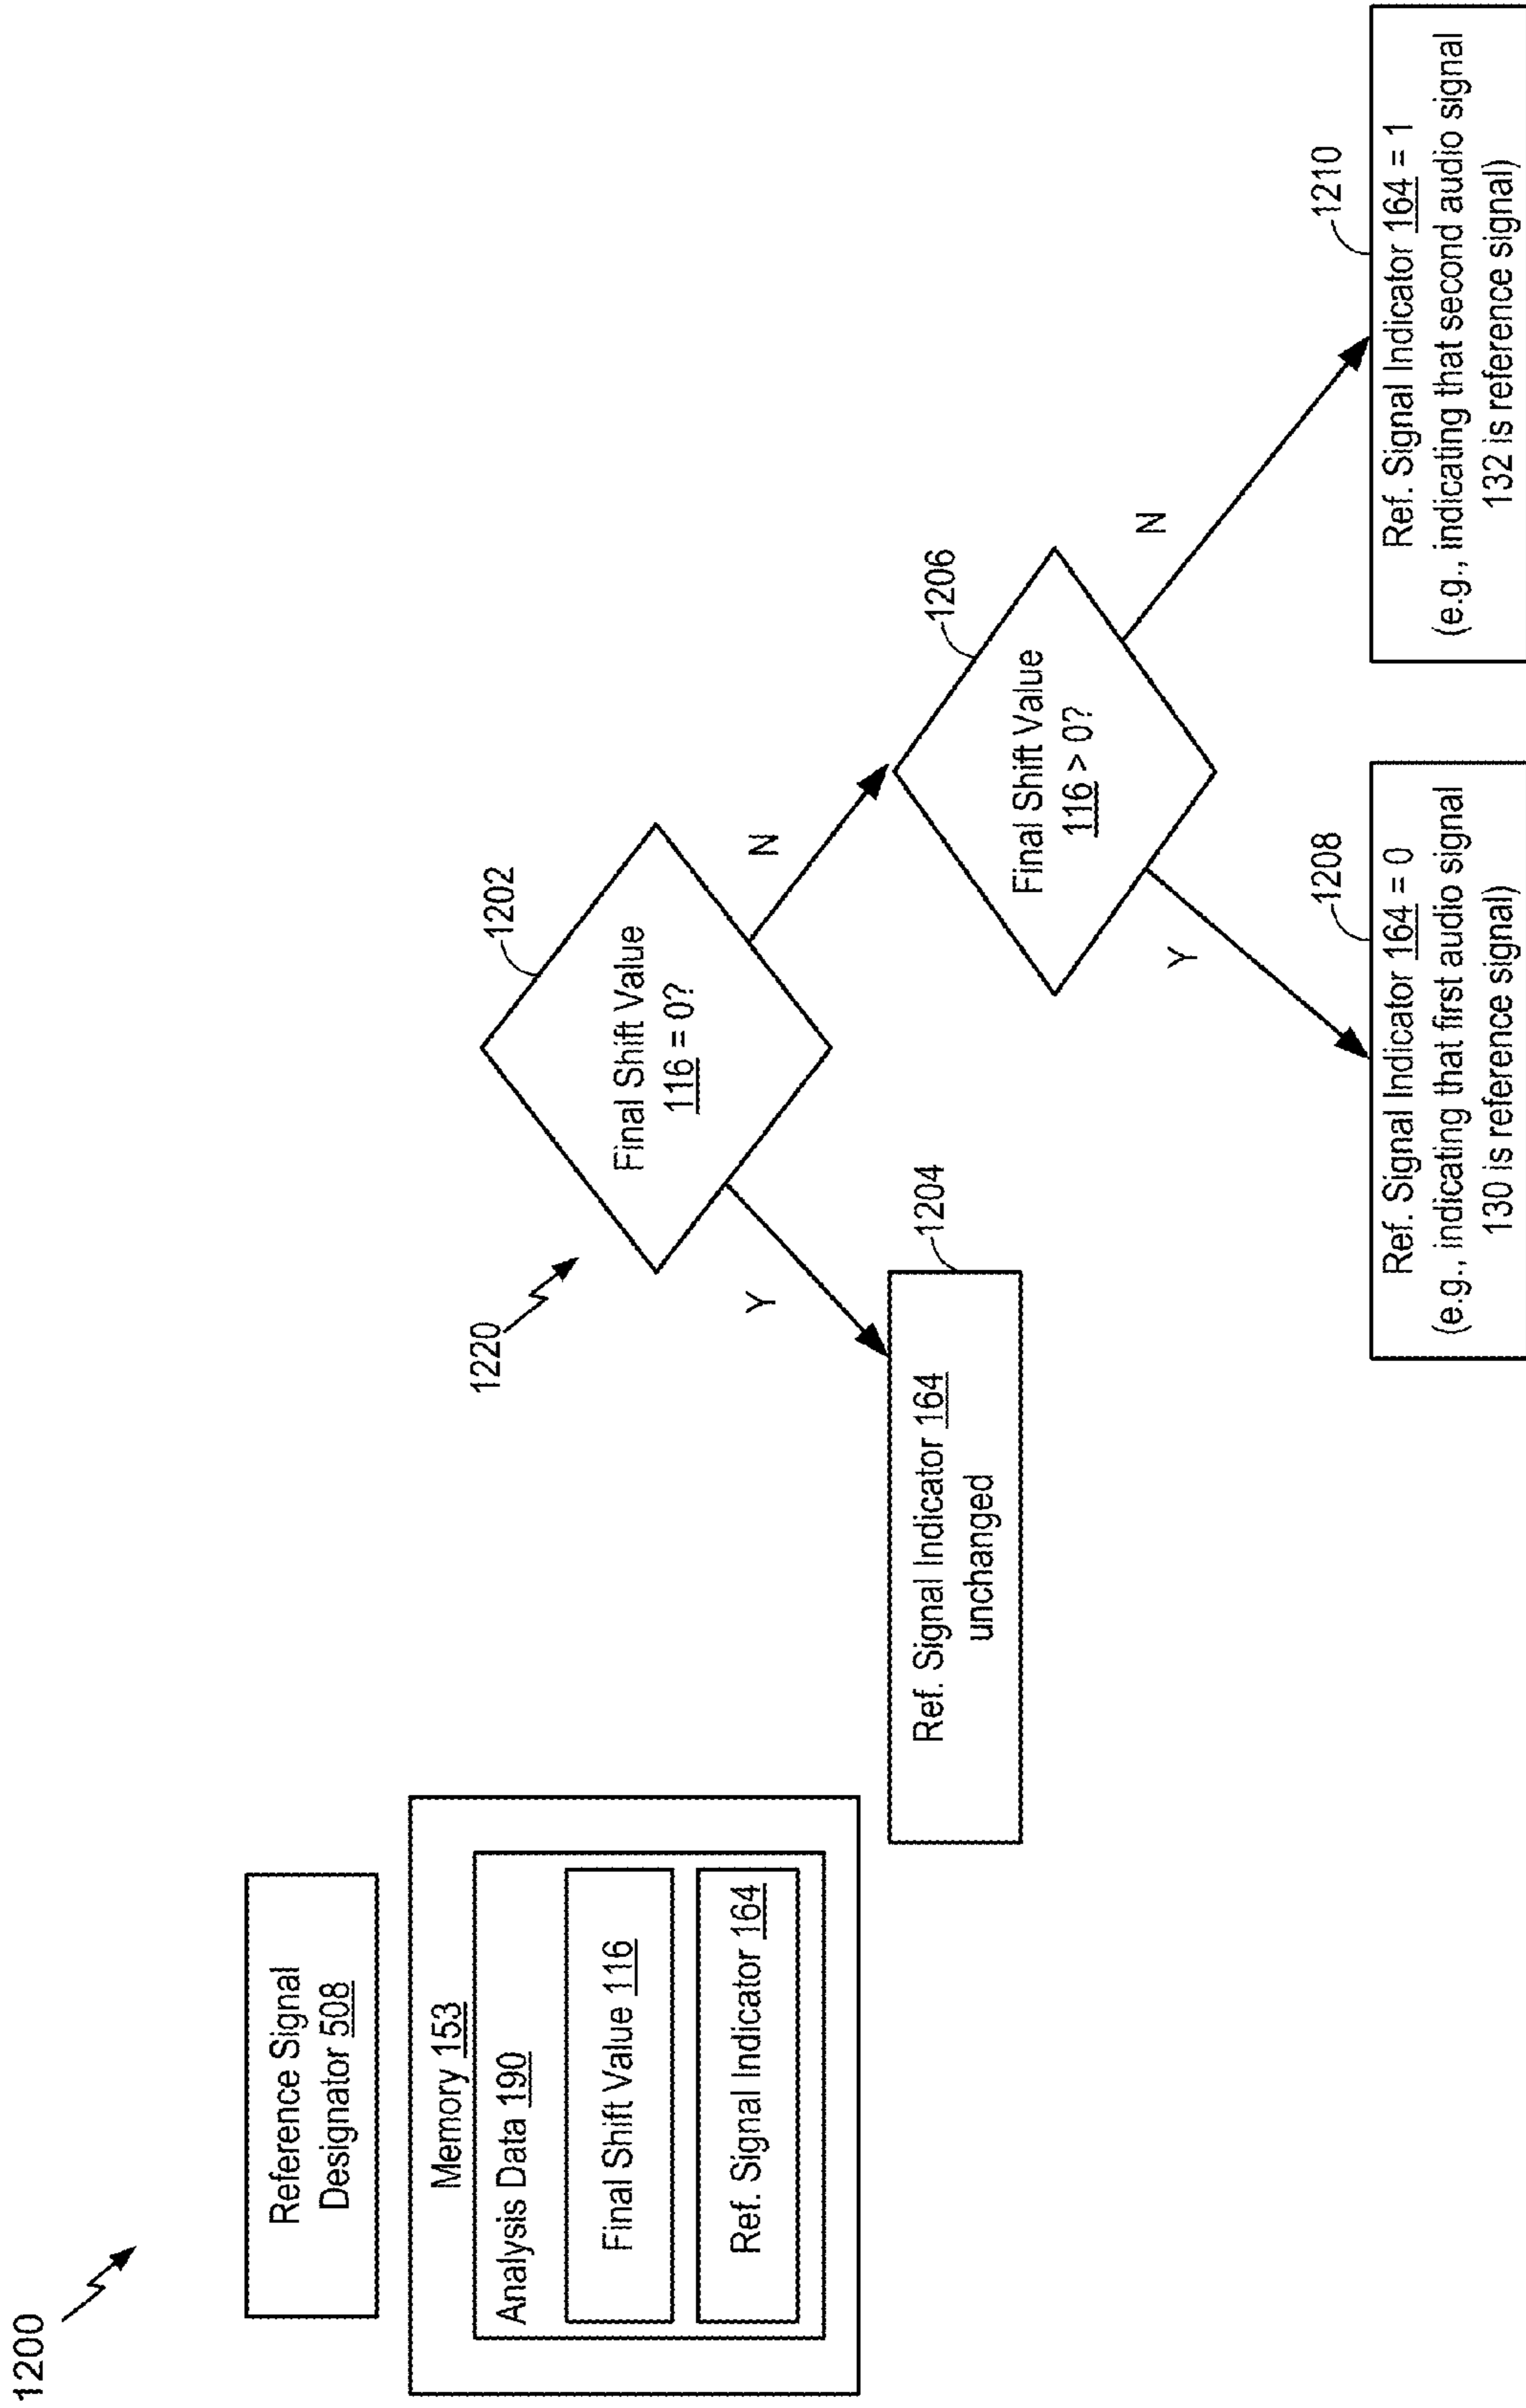 1200
Reference Signal
Designator 508
Memory 153
Analysis Data 190
Final Shift Value 116
Ref. Signal Indicator 164
1220
1202
Final Shift Value
116 = 0?
Y
N
1204
Ref. Signal Indicator 164
unchanged
1206
Final Shift Value
116 > 0?
Y
N
1208
Ref. Signal Indicator 164 = 0
(e.g., indicating that first audio signal
130 is reference signal)
1210
Ref. Signal Indicator 164 = 1
(e.g., indicating that second audio signal
132 is reference signal)